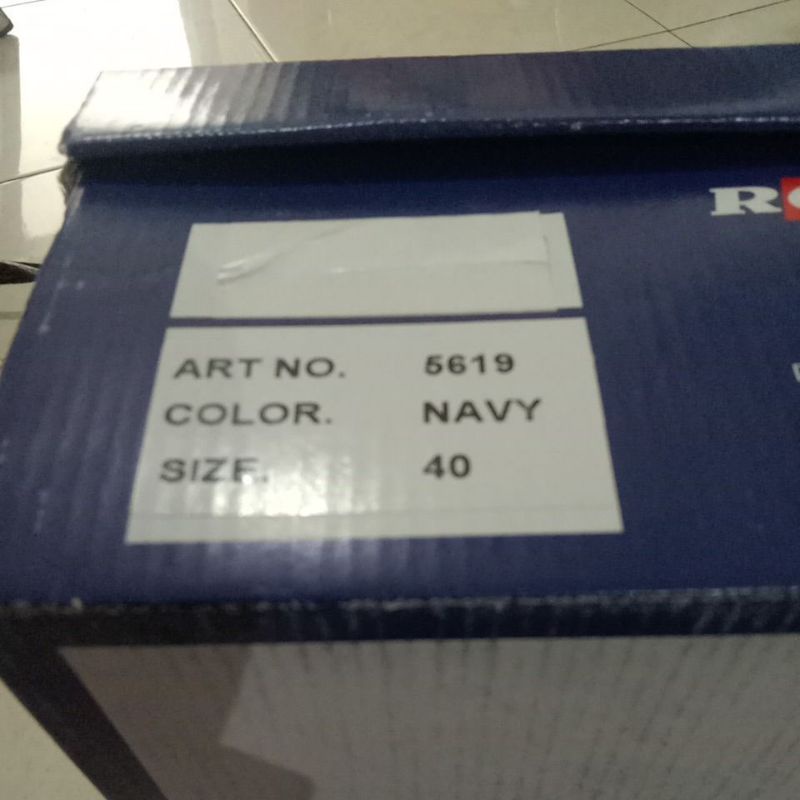 ART NO. 5619
COLOR. NAVY
SIZE. 40